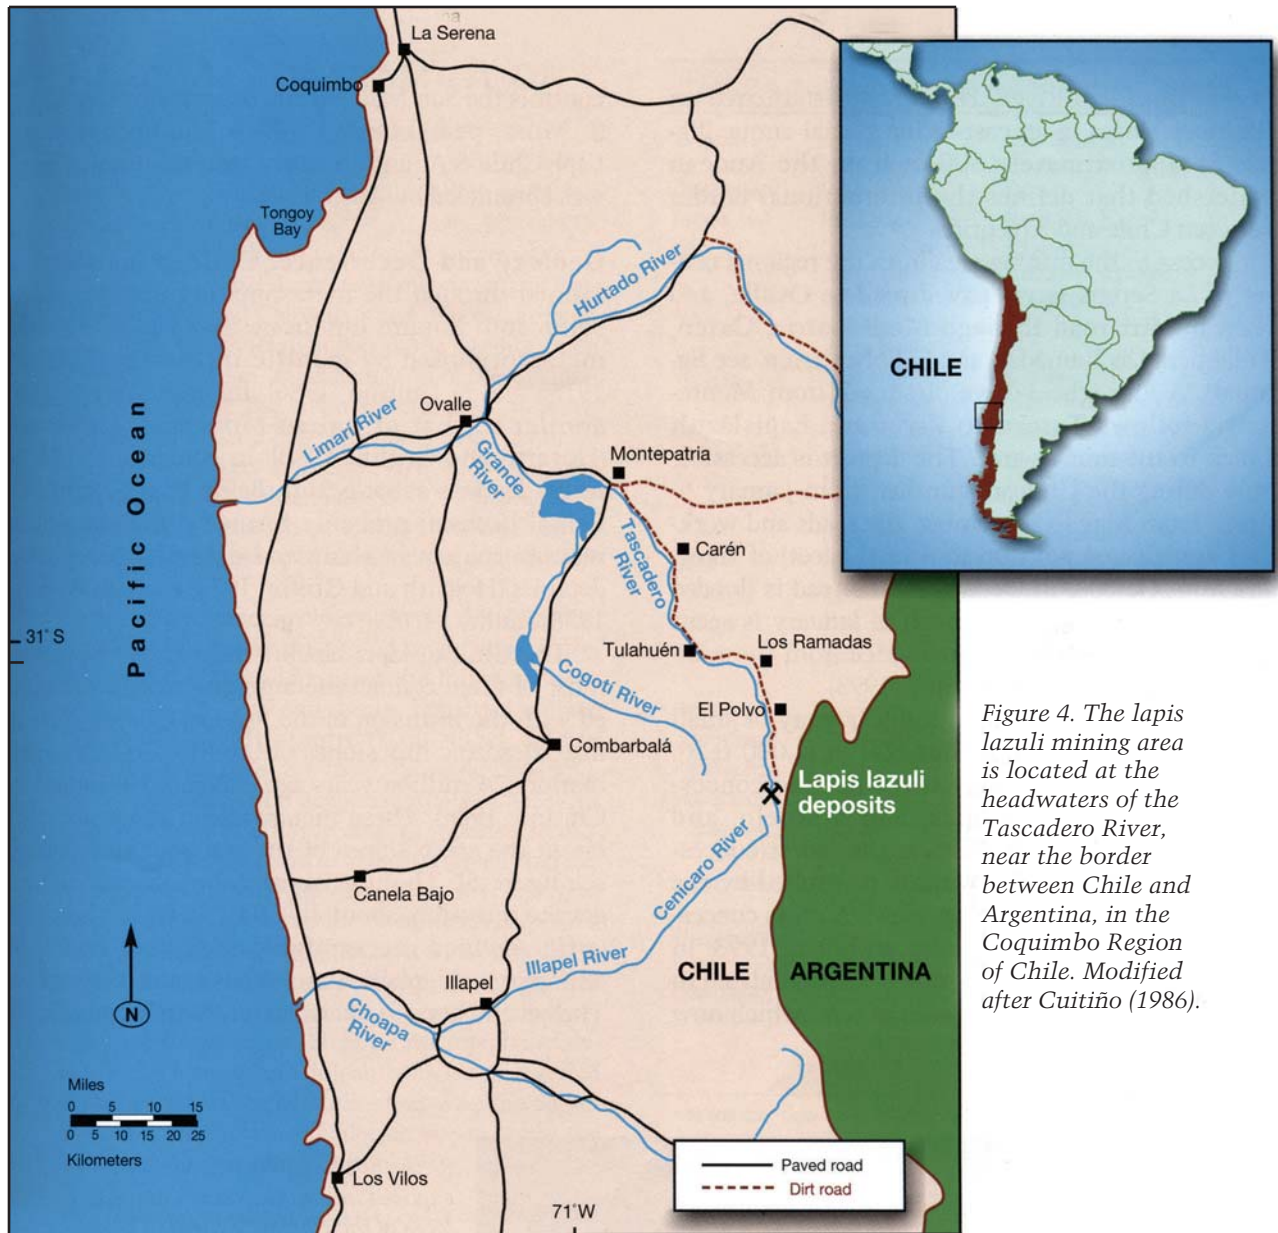 La Serena
Coquimbo
Tongoy
Bay
Hurtado River
CHILE
Pacific Ocean
Ovalle
Limarí River
Grande
River
Montepatria
Tascadero
River
Carén
31° S
Tulahuén
Los Ramadas
Cogotí River
El Polvo
Combarbalá
Lapis lazuli
deposits
Canela Bajo
Cenicaro River
Illapel River
CHILE
ARGENTINA
Illapel
N
Choapa
River
Miles
0 5 10 15
0 5 10 15 20 25
Kilometers
Los Vilos
71°W
Paved road
Dirt road
Figure 4. The lapis
lazuli mining area
is located at the
headwaters of the
Tascadero River,
near the border
between Chile and
Argentina, in the
Coquimbo Region
of Chile. Modified
after Cuitiño (1986).